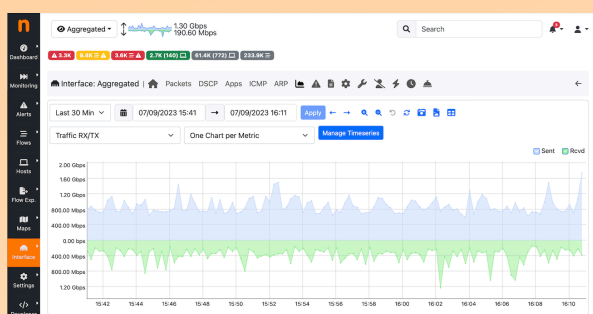 n
Aggregated
1.30 Gbps
190.60 Mbps
Search
Dashboard
3.3K
3.6K
2.7K (140)
61.4K (772)
233.9K
Monitoring
Interface: Aggregated | Packets DSCP Apps ICMP ARP
Alerts
Last 30 Min
07/09/2023 15:41
07/09/2023 16:11
Apply
Flows
Traffic RX/TX
One Chart per Metric
Manage Timeseries
Hosts
Sent
Rcvd
Flow Exp.
Maps
Interface
Settings
Developer
2.00 Gbps
1.60 Gbps
1.20 Gbps
800.00 Mbps
400.00 Mbps
0.00 bps
400.00 Mbps
800.00 Mbps
1.20 Gbps
15:42 15:44 15:46 15:48 15:50 15:52 15:54 15:56 15:58 16:00 16:02 16:04 16:06 16:08 16:10